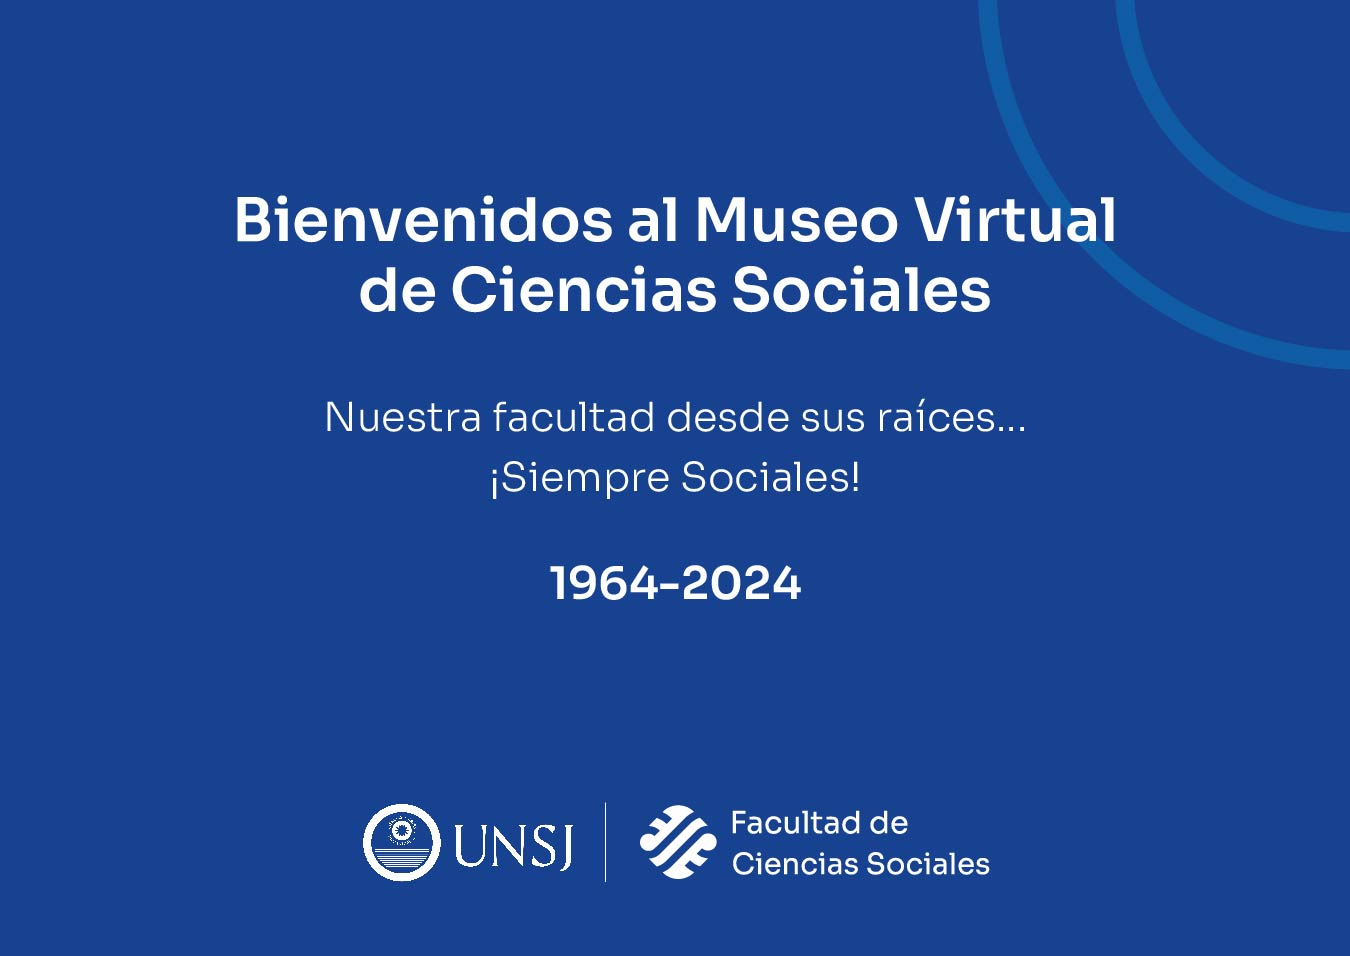 Bienvenidos al Museo Virtual
de Ciencias Sociales
Nuestra facultad desde sus raíces...
¡Siempre Sociales!
1964-2024
UNSJ
Facultad de
Ciencias Sociales